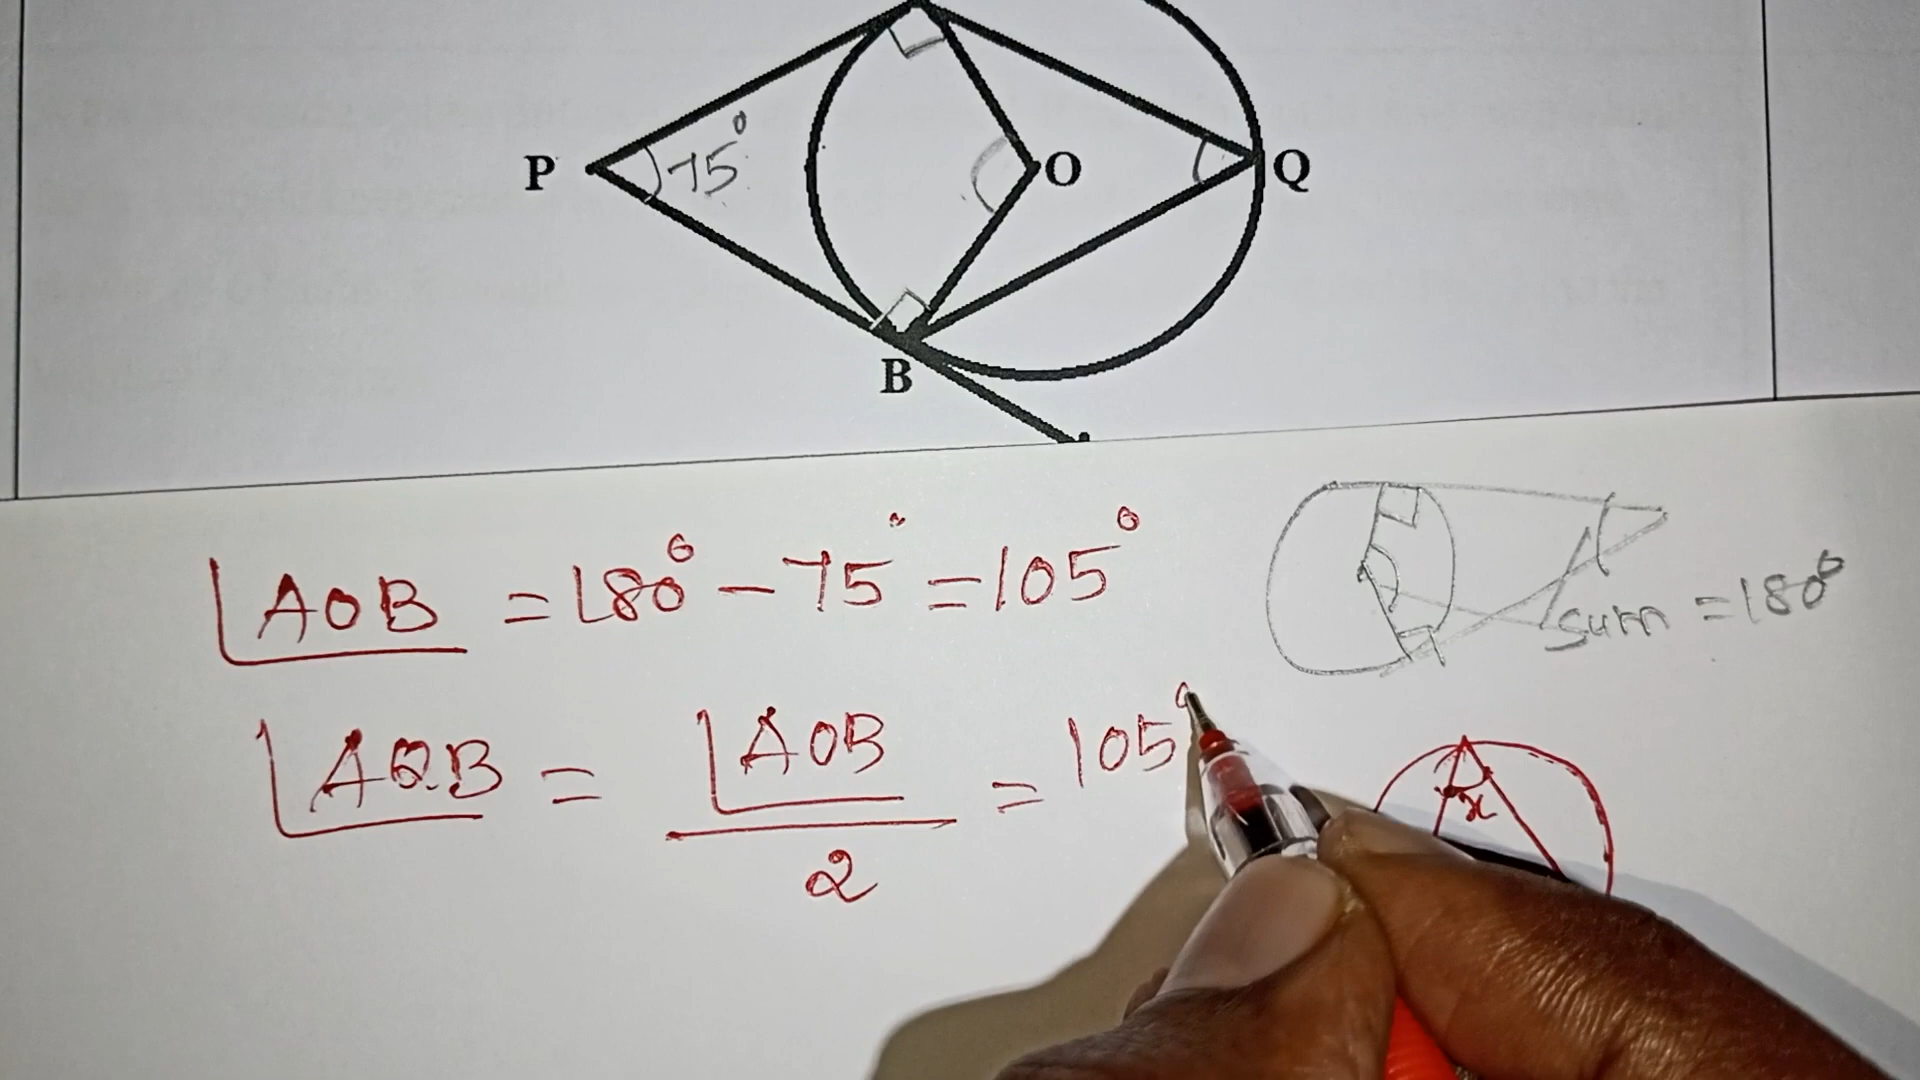 P 75° O Q
B
∠AOB = 180° - 75° = 105°
sum = 180°
∠AQB = ∠AOB / 2 = 105°
x